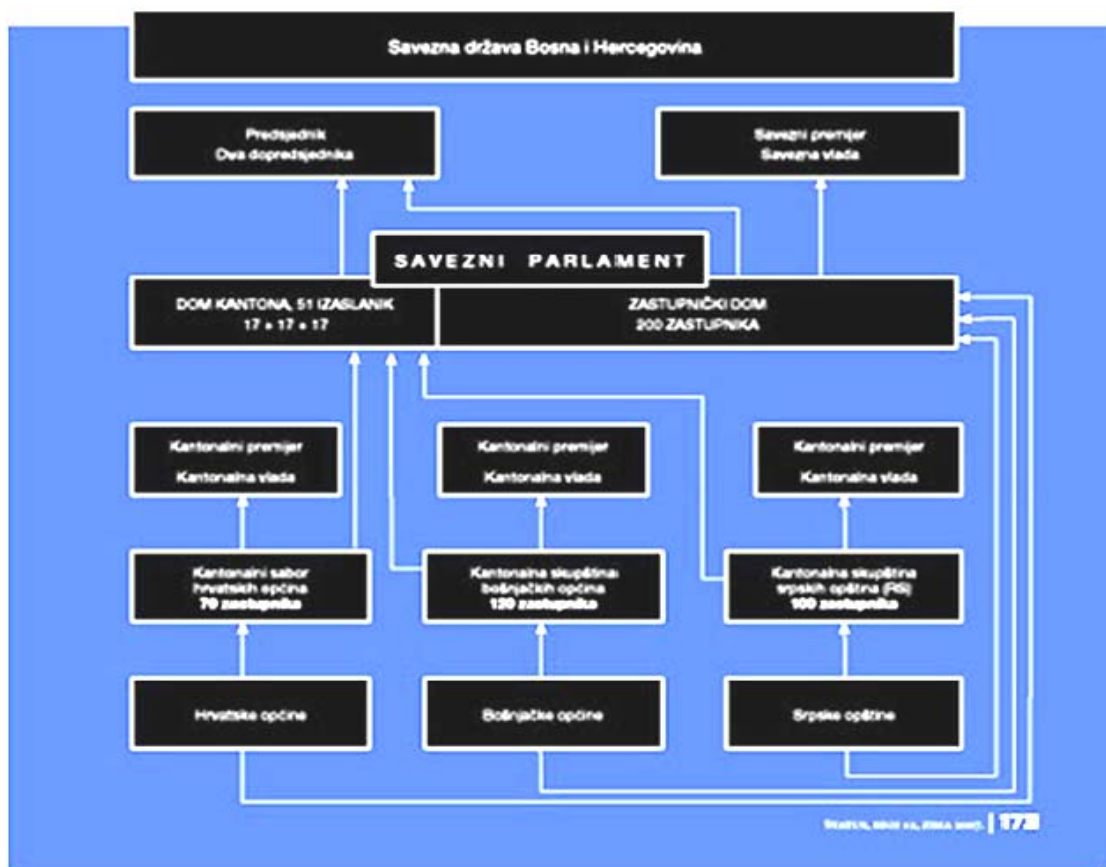 Savezna država Bosna i Hercegovina
Predsjednik
Dva dopredsjednika
Savezni premijer
Savezna vlada
SAVEZNI PARLAMENT
DOM KANTONA, 51 IZASLANIK
17 + 17 + 17
ZASTUPNIČKI DOM
200 ZASTUPNIKA
Kantonalni premijer
Kantonalna vlada
Kantonalni premijer
Kantonalna vlada
Kantonalni premijer
Kantonalna vlada
Kantonalni sabor
hrvatskih općina
70 zastupnika
Kantonalna skupština
bošnjačkih općina
120 zastupnika
Kantonalna skupština
srpskih opština (RS)
100 zastupnika
Hrvatske općine
Bošnjačke općine
Srpske opštine